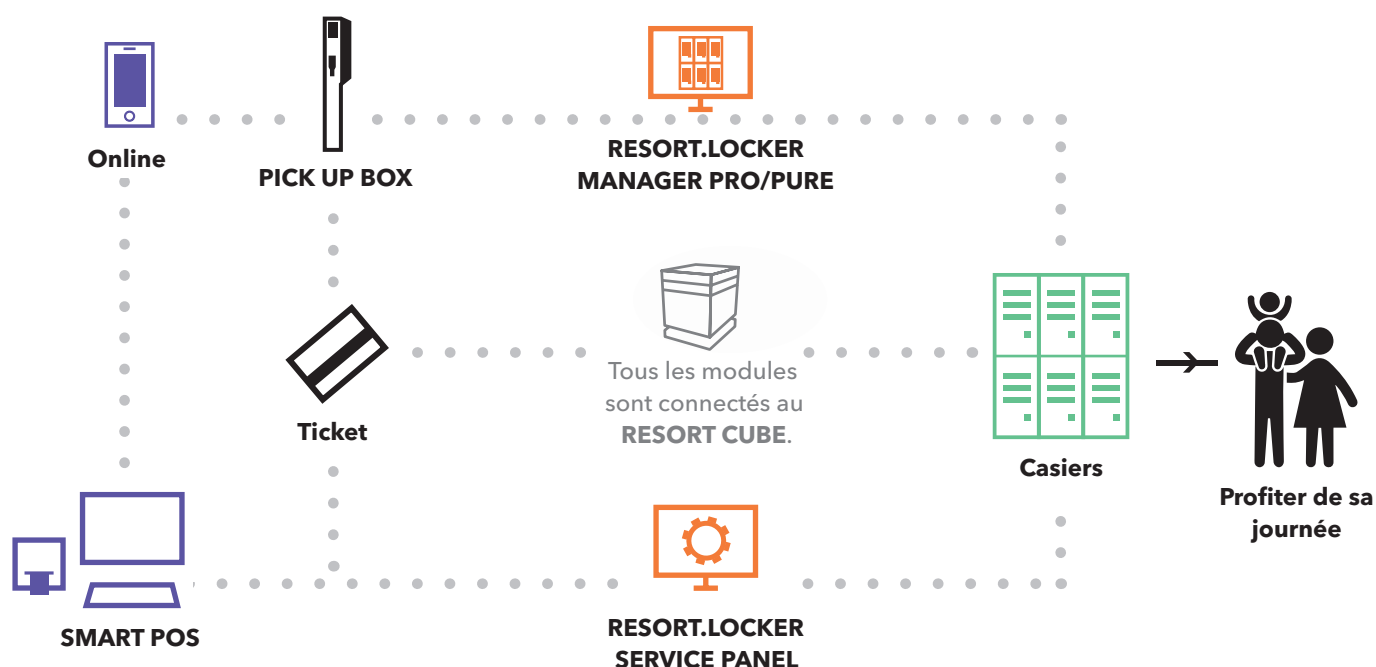 Online
PICK UP BOX
RESORT.LOCKER
MANAGER PRO/PURE
Ticket
Tous les modules
sont connectés au
RESORT CUBE.
Casiers
Profiter de sa
journée
SMART POS
RESORT.LOCKER
SERVICE PANEL